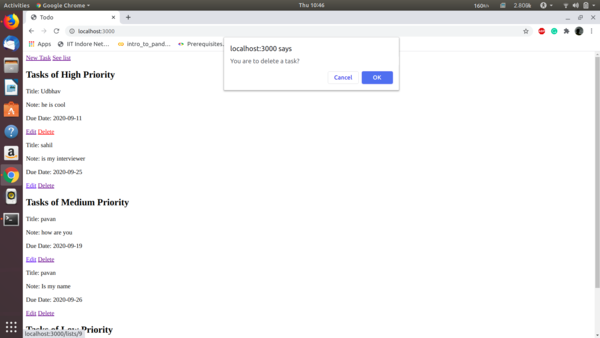 Activities Google Chrome Thu 10:46
Todo
localhost:3000
Apps IIT Indore Net... intro_to_pand... Prerequisites.
localhost:3000 says
You are to delete a task?
Cancel OK
New Task See list
Tasks of High Priority
Title: Udbhav
Note: he is cool
Due Date: 2020-09-11
Edit Delete
Title: sahil
Note: is my interviewer
Due Date: 2020-09-25
Edit Delete
Tasks of Medium Priority
Title: pavan
Note: how are you
Due Date: 2020-09-19
Edit Delete
Title: pavan
Note: Is my name
Due Date: 2020-09-26
Edit Delete
Tasks of Low Priority
localhost:3000/lists/9